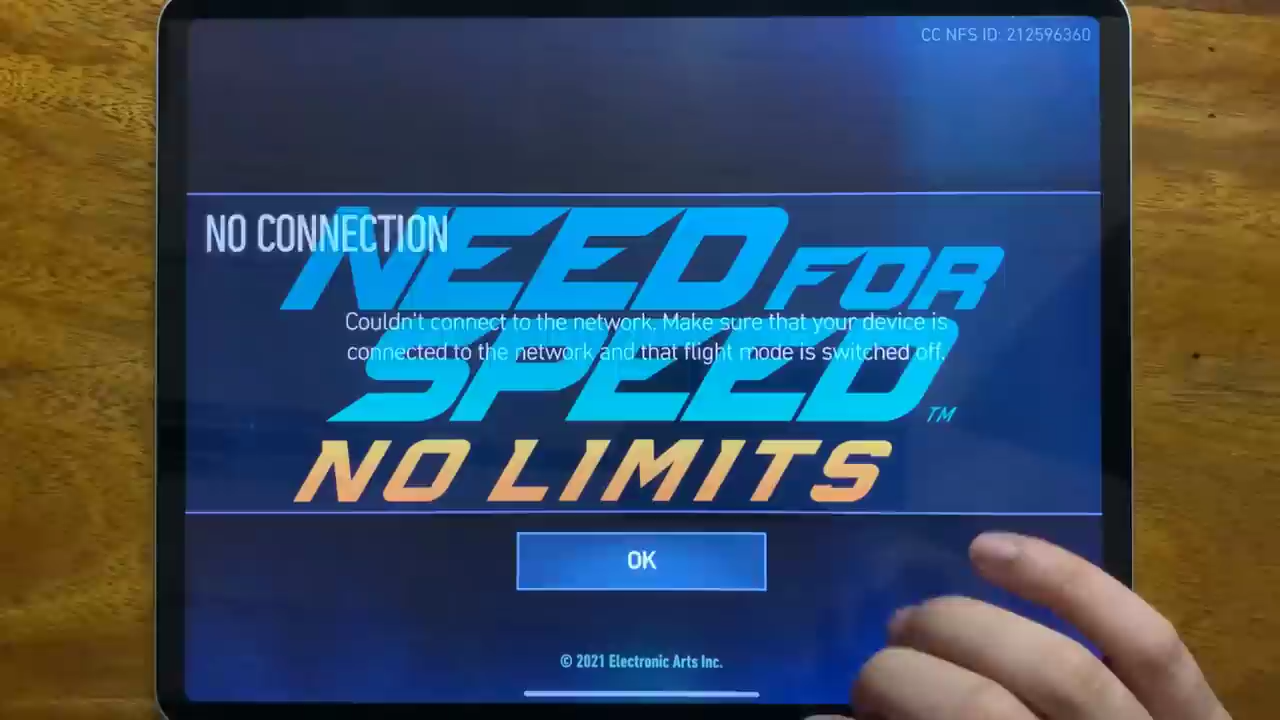 CC NFS ID: 212596360
NO CONNECTION
NEED FOR
Couldn't connect to the network. Make sure that your device is
connected to the network and that flight mode is switched off.
SPEED TM
NO LIMITS
OK
© 2021 Electronic Arts Inc.